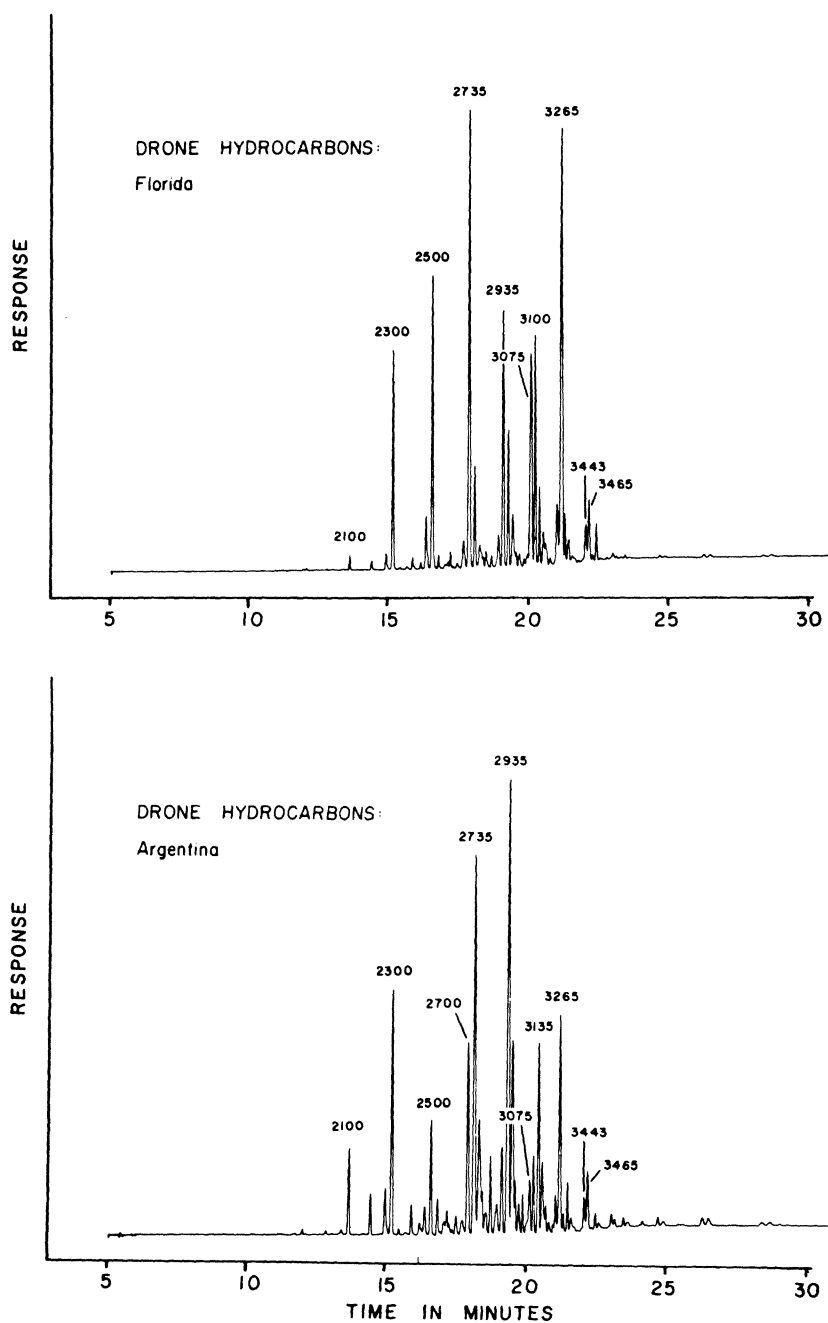 2735
3265
DRONE HYDROCARBONS:
Florida
2500
2935
3100
2300
3075
3443
3465
2100
RESPONSE
5 10 15 20 25 30
2935
DRONE HYDROCARBONS:
2735
Argentina
2300
2700
3265
3135
2500
2100
3075
3443
3465
RESPONSE
5 10 15 20 25 30
TIME IN MINUTES